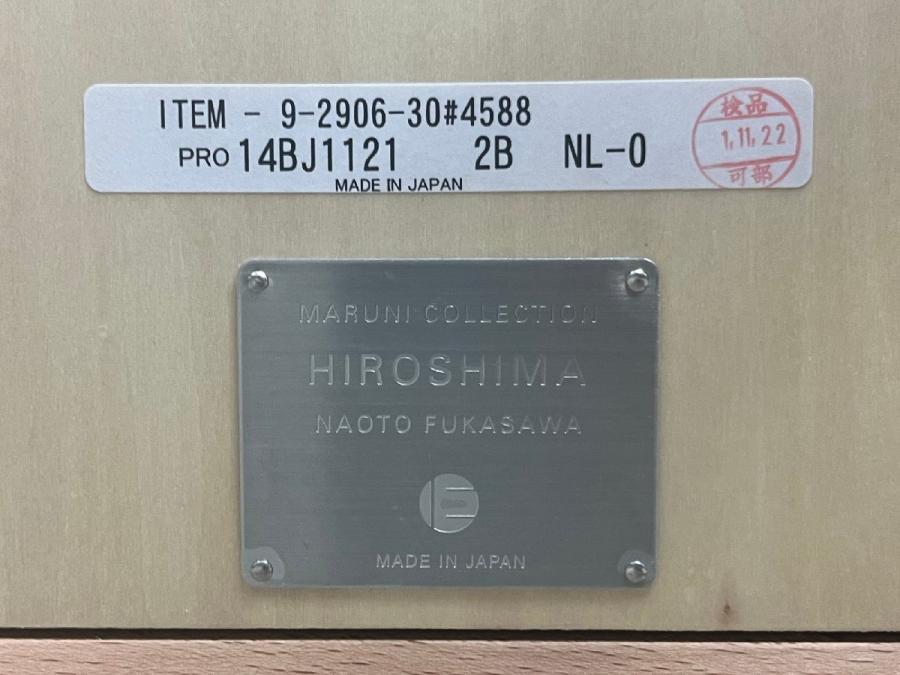 ITEM - 9-2906-30#4588
PRO 14BJ1121 2B NL-0
MADE IN JAPAN
検品
1,11,22
可部
MARUNI COLLECTION
HIROSHIMA
NAOTO FUKASAWA
MADE IN JAPAN